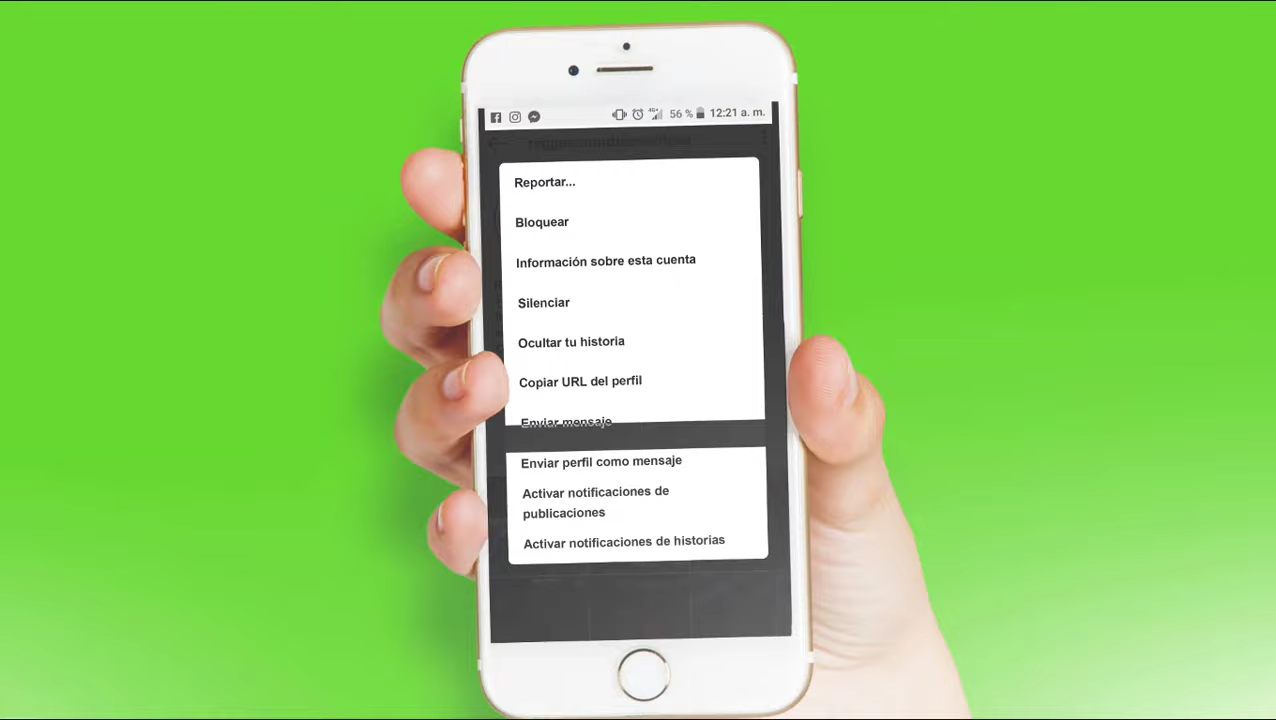 56 % 12:21 a. m.
Reportar...
Bloquear
Información sobre esta cuenta
Silenciar
Ocultar tu historia
Copiar URL del perfil
Enviar mensaje
Enviar perfil como mensaje
Activar notificaciones de
publicaciones
Activar notificaciones de historias